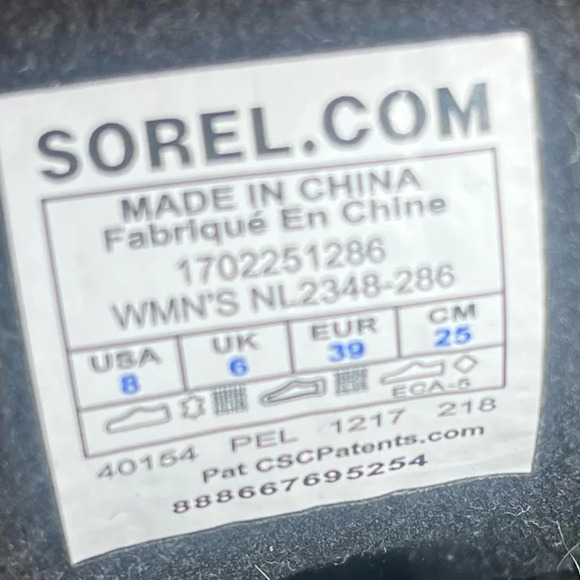 SOREL.COM
MADE IN CHINA
Fabriqué En Chine
1702251286
WMN'S NL2348-286
USA UK EUR CM
8 6 39 25
ECA-5
40154 PEL 1217 218
Pat CSCPatents.com
888667695254